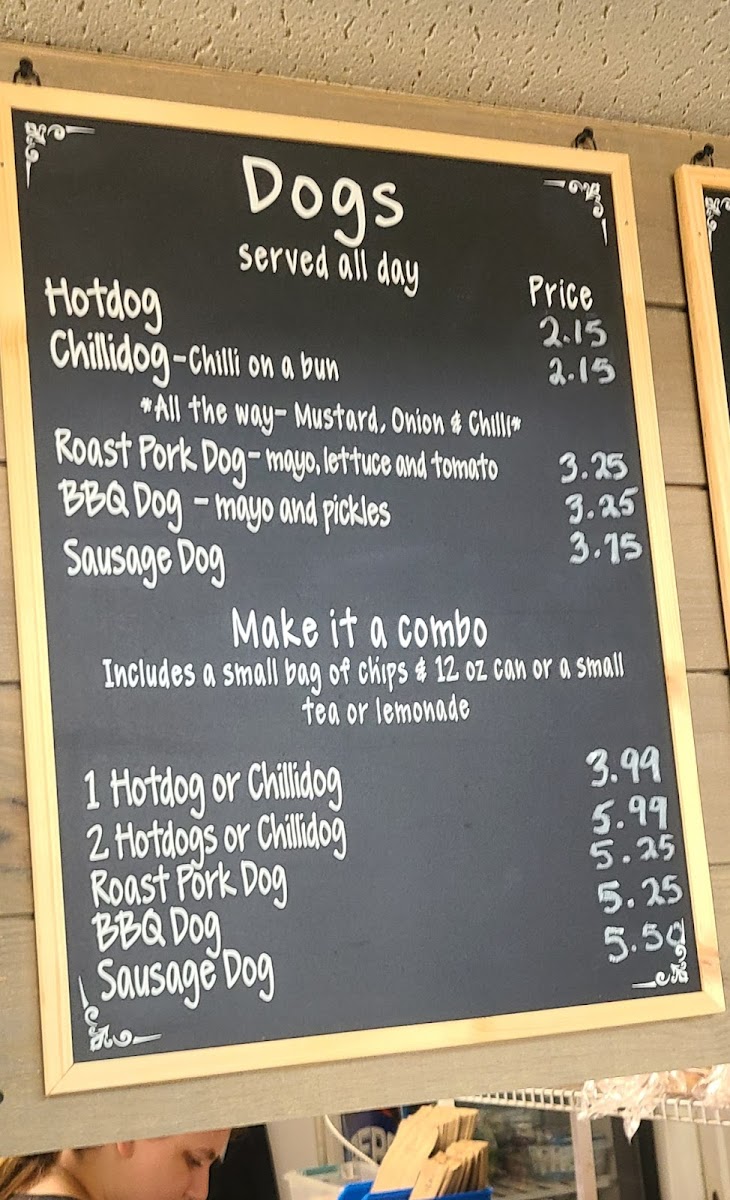 Dogs
served all day
Price
Hotdog 2.15
Chillidog-Chilli on a bun 2.15
*All the way- Mustard, Onion & Chilli*
Roast Pork Dog- mayo, lettuce and tomato 3.25
BBQ Dog - mayo and pickles 3.25
Sausage Dog 3.75
Make it a combo
Includes a small bag of chips & 12 oz can or a small
tea or lemonade
1 Hotdog or Chillidog 3.99
2 Hotdogs or Chillidog 5.99
Roast Pork Dog 5.25
BBQ Dog 5.25
Sausage Dog 5.50